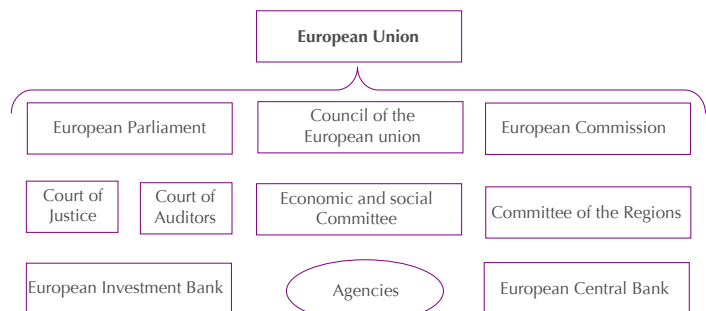 European Union
European Parliament
Council of the
European union
European Commission
Court of
Justice
Court of
Auditors
Economic and social
Committee
Committee of the Regions
European Investment Bank
Agencies
European Central Bank